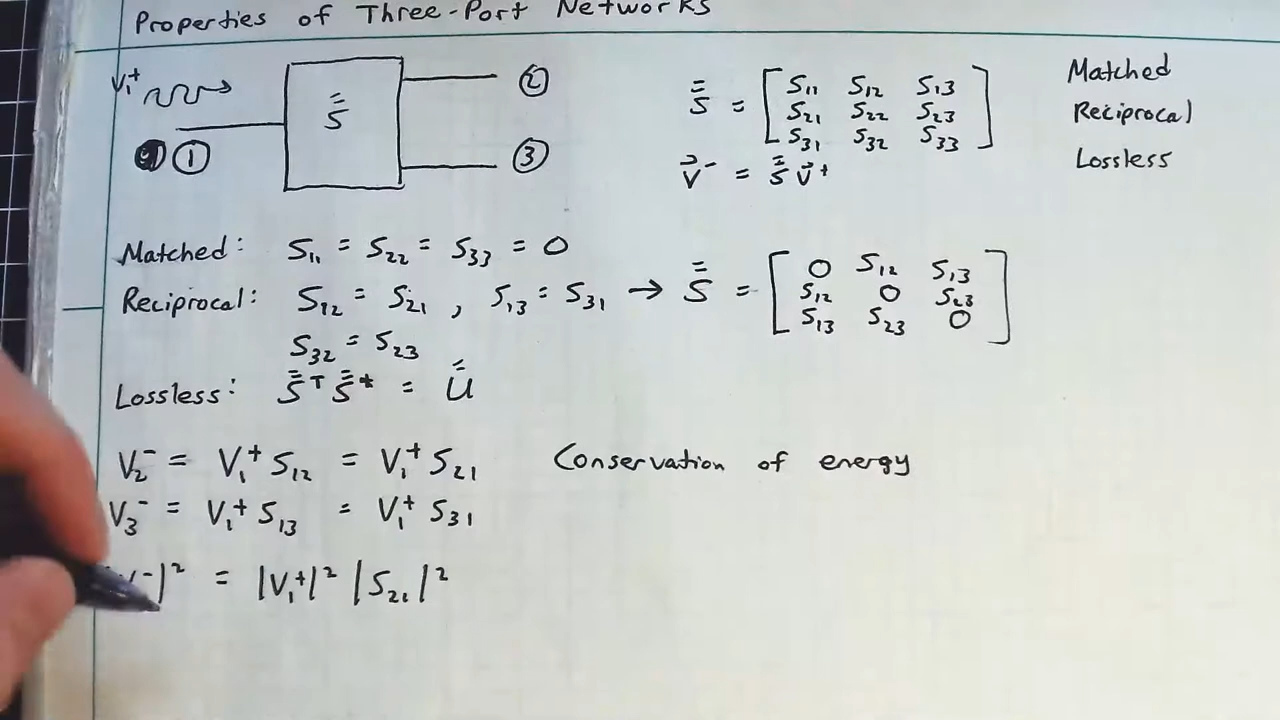 Properties of Three-Port Networks
V₁⁺
S̿
②
① 
③
S̿ = [ S₁₁ S₁₂ S₁₃
S₂₁ S₂₂ S₂₃
S₃₁ S₃₂ S₃₃ ]
V⃗⁻ = S̿ V⃗⁺
Matched
Reciprocal
Lossless
Matched: S₁₁ = S₂₂ = S₃₃ = 0
Reciprocal: S₁₂ = S₂₁ , S₁₃ = S₃₁ → S̿ = [ 0 S₁₂ S₁₃
S₁₂ 0 S₂₃
S₁₃ S₂₃ 0 ]
S₃₂ = S₂₃
Lossless: S̿ᵀ S̿* = U̿
V₂⁻ = V₁⁺ S₁₂ = V₁⁺ S₂₁
Conservation of energy
V₃⁻ = V₁⁺ S₁₃ = V₁⁺ S₃₁
⁻|² = |V₁⁺|² |S₂₁|²